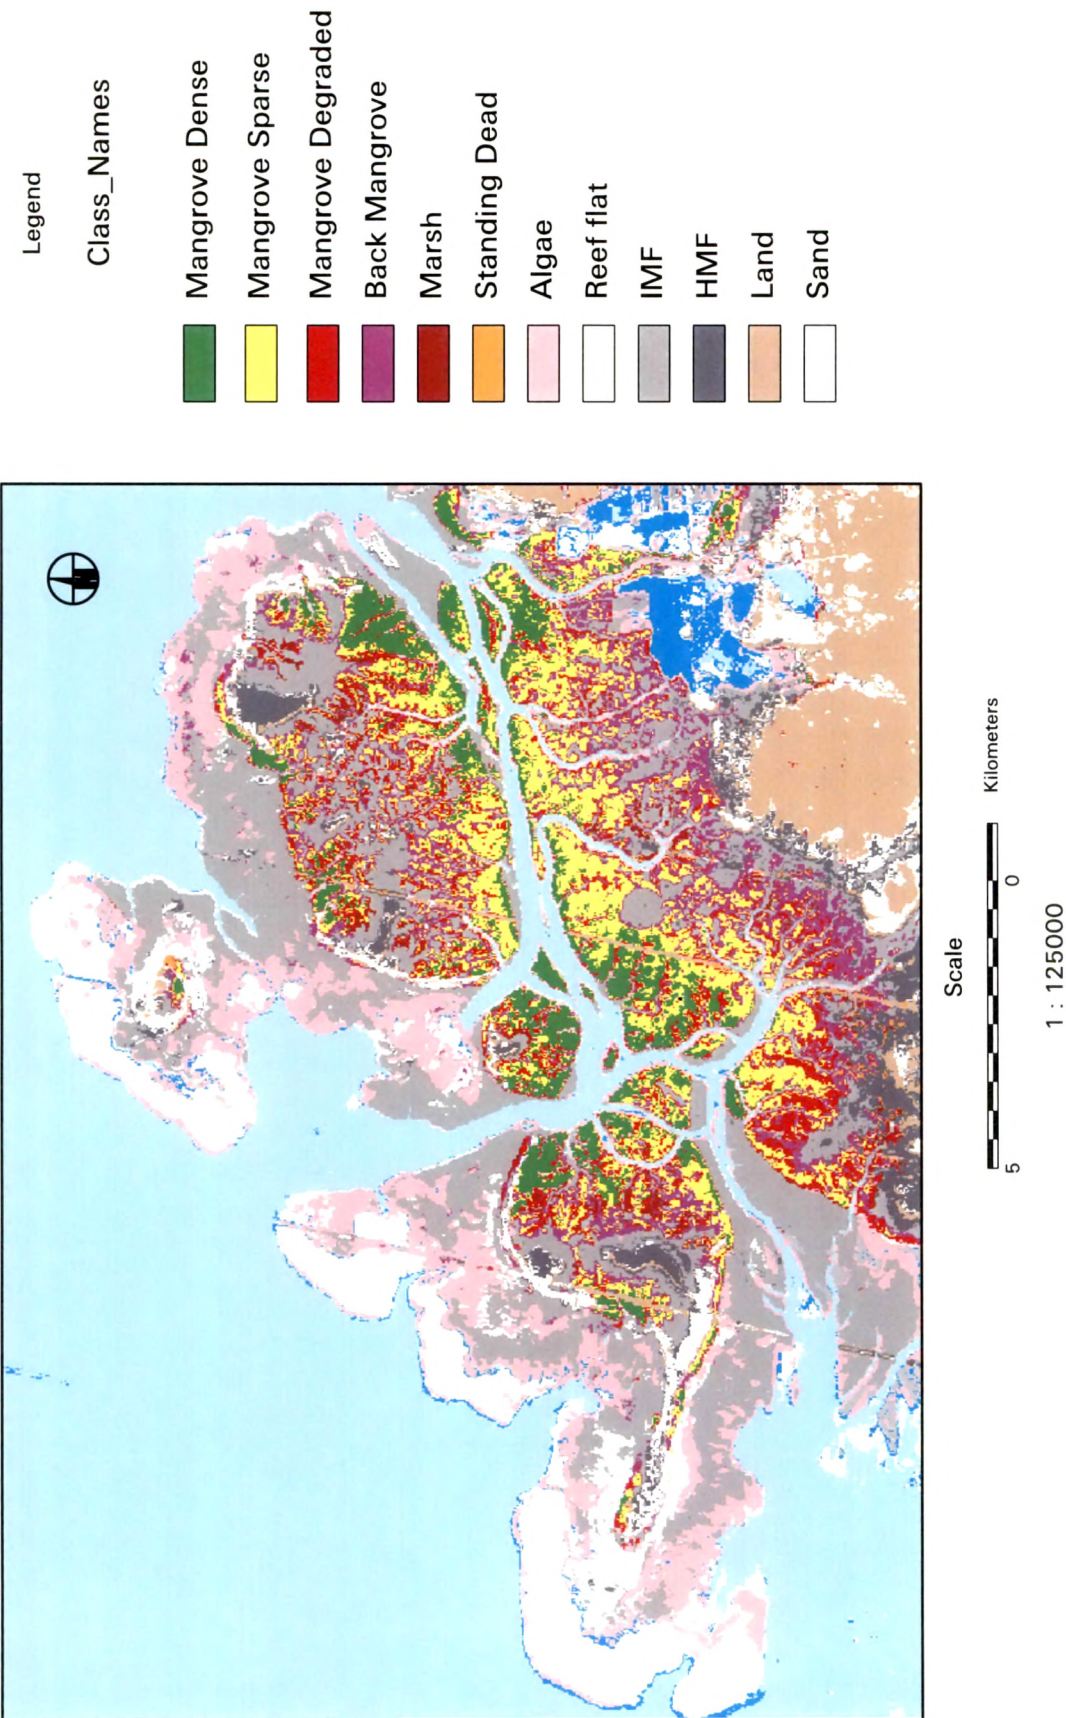 Legend
Class_Names
Mangrove Dense
Mangrove Sparse
Mangrove Degraded
Back Mangrove
Marsh
Standing Dead
Algae
Reef flat
IMF
HMF
Land
Sand
Scale
5 0 Kilometers
1 : 125000